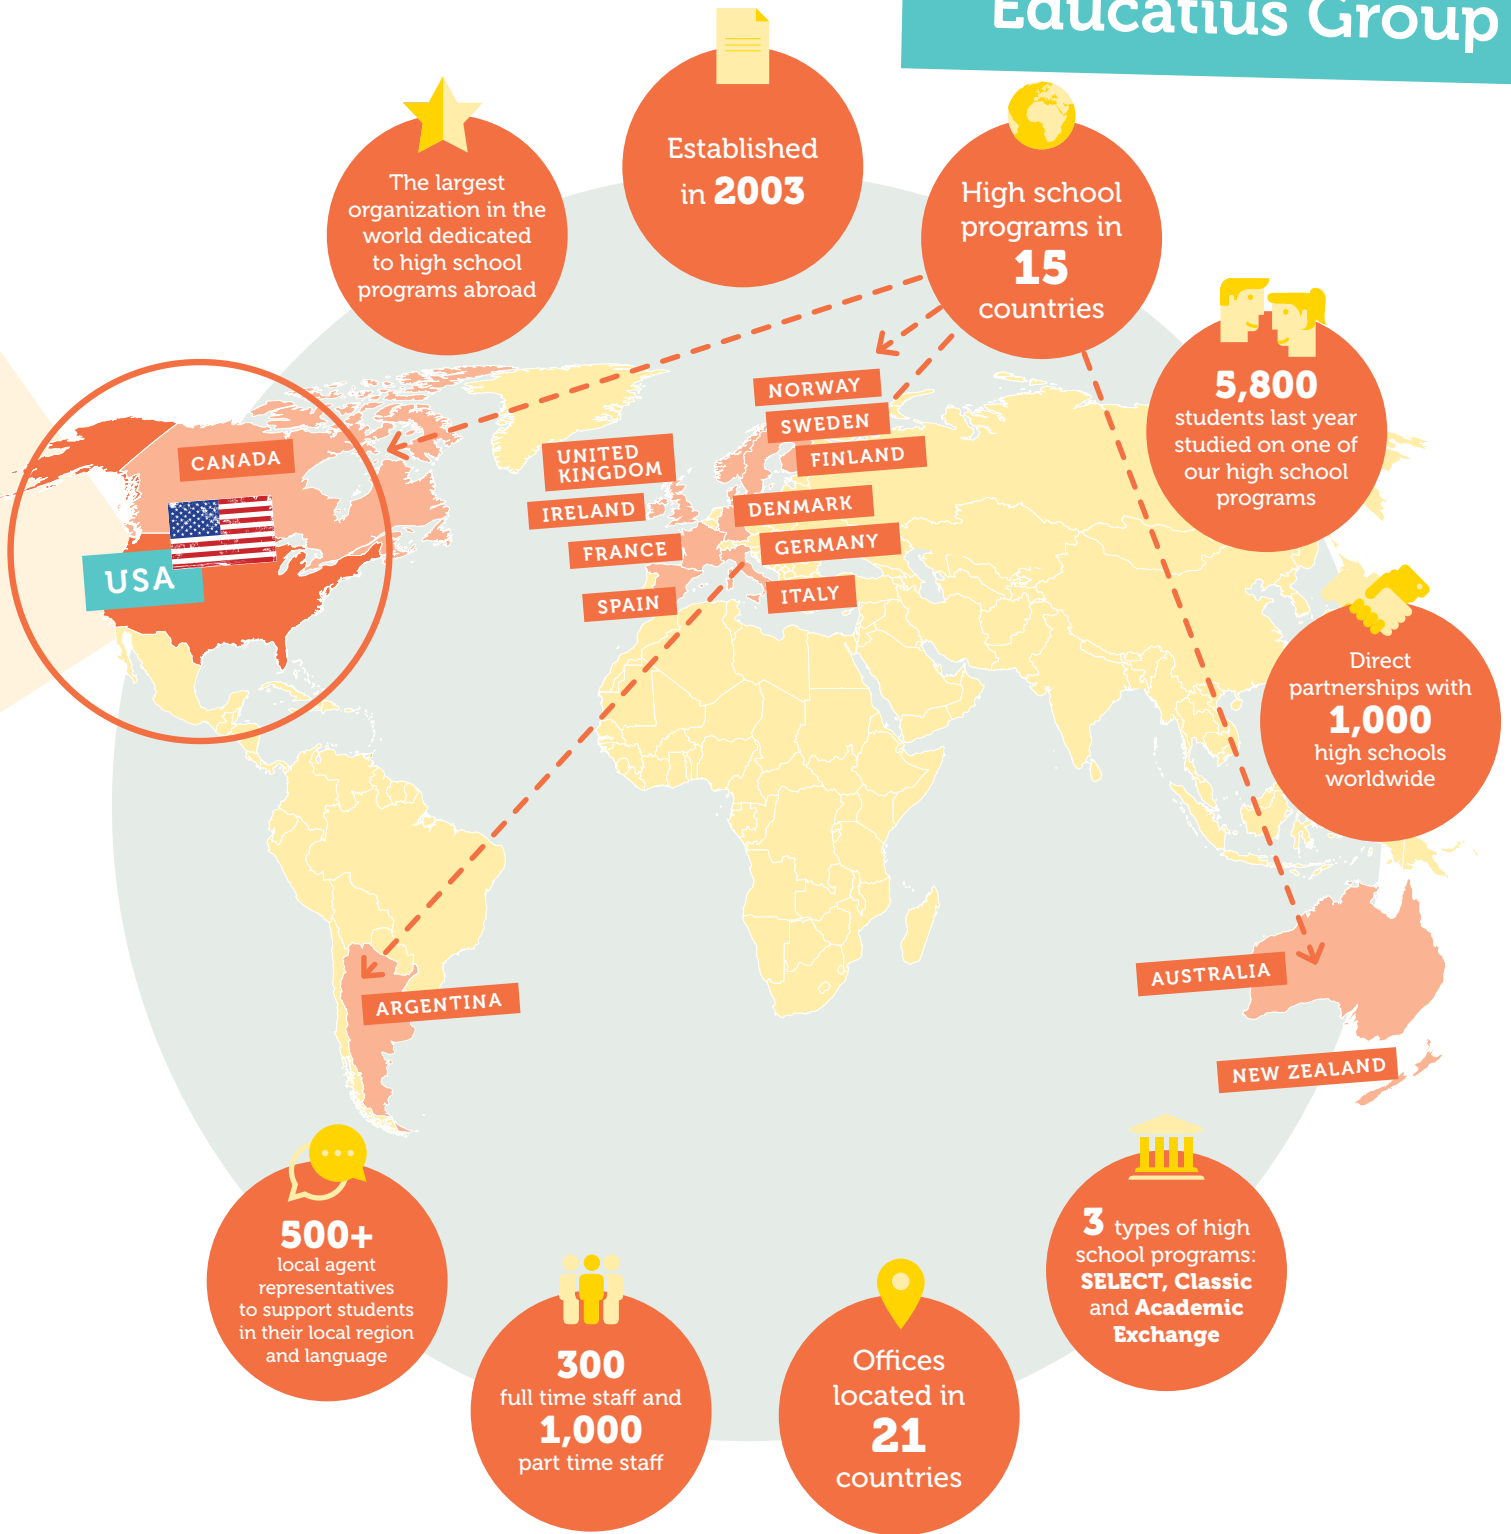 Educatius Group
Established
in 2003
The largest
organization in the
world dedicated
to high school
programs abroad
High school
programs in
15
countries
5,800
students last year
studied on one of
our high school
programs
NORWAY
SWEDEN
FINLAND
UNITED
KINGDOM
CANADA
IRELAND
DENMARK
FRANCE
GERMANY
USA
SPAIN
ITALY
Direct
partnerships with
1,000
high schools
worldwide
AUSTRALIA
ARGENTINA
NEW ZEALAND
500+
local agent
representatives
to support students
in their local region
and language
300
full time staff and
1,000
part time staff
Offices
located in
21
countries
3 types of high
school programs:
SELECT, Classic
and Academic
Exchange